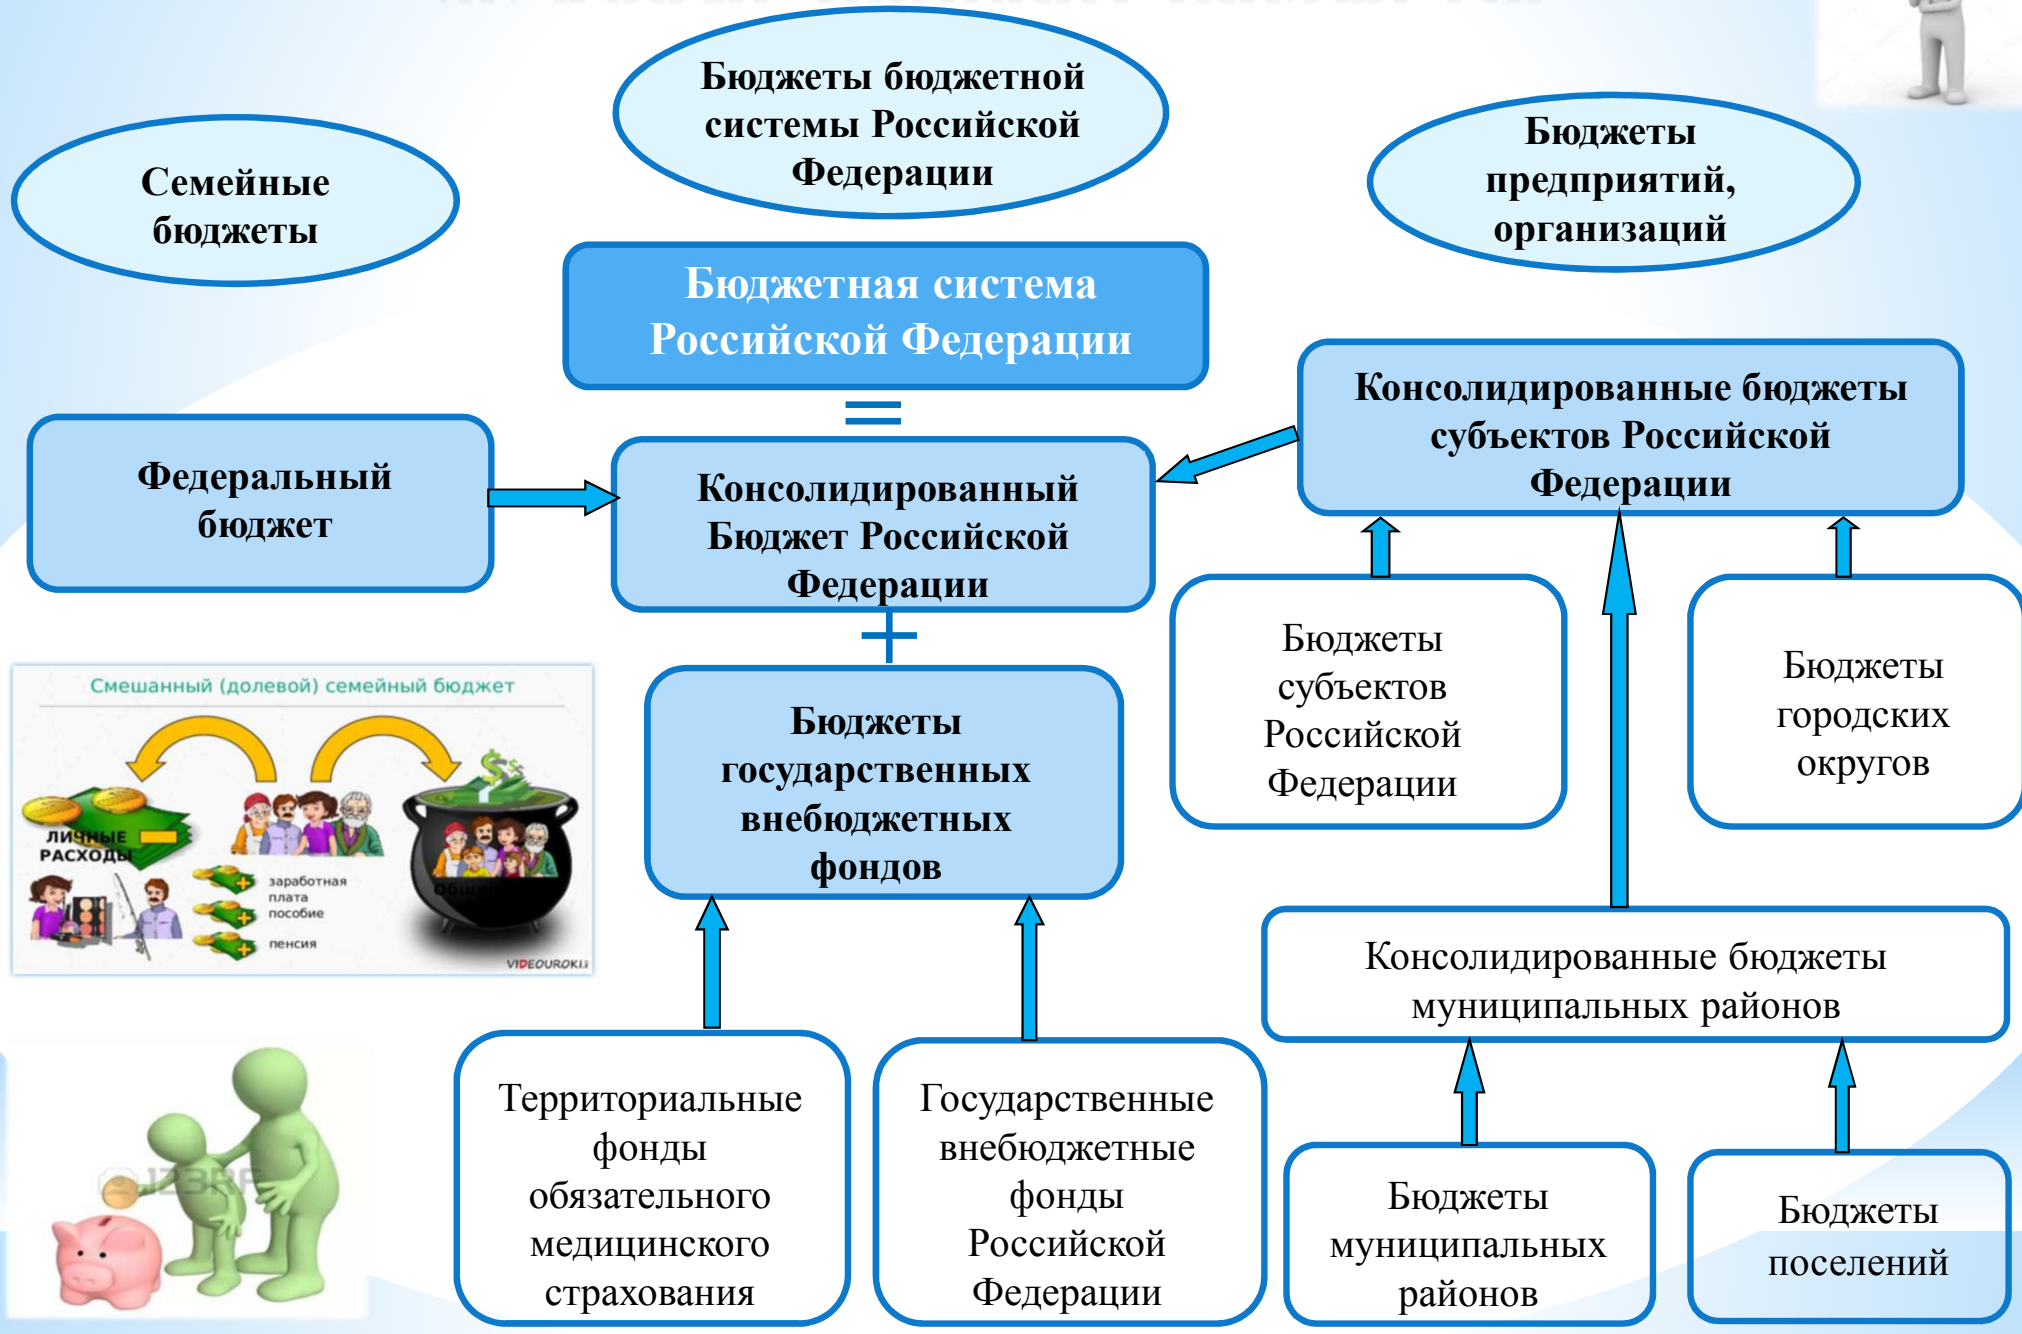 Бюджеты бюджетной
системы Российской
Федерации
Семейные
бюджеты
Бюджеты
предприятий,
организаций
Бюджетная система
Российской Федерации
=
Консолидированные бюджеты
субъектов Российской
Федерации
Федеральный
бюджет
Консолидированный
Бюджет Российской
Федерации
+
Бюджеты
государственных
внебюджетных
фондов
Бюджеты
субъектов
Российской
Федерации
Бюджеты
городских
округов
Смешанный (долевой) семейный бюджет
ЛИЧНЫЕ
РАСХОДЫ
заработная
плата
пособие
пенсия
VIDEOUROKI
Консолидированные бюджеты
муниципальных районов
Территориальные
фонды
обязательного
медицинского
страхования
Государственные
внебюджетные
фонды
Российской
Федерации
Бюджеты
муниципальных
районов
Бюджеты
поселений
123RF